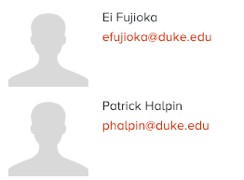 Ei Fujioka
efujioka@duke.edu
Patrick Halpin
phalpin@duke.edu